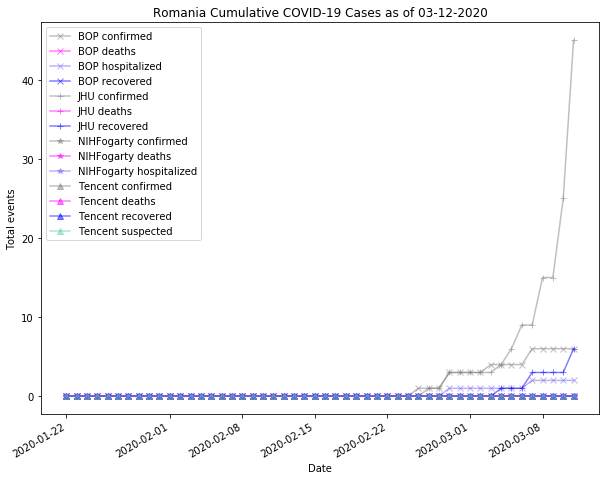 Romania Cumulative COVID-19 Cases as of 03-12-2020
BOP confirmed
BOP deaths
BOP hospitalized
BOP recovered
JHU confirmed
JHU deaths
JHU recovered
NIHFogarty confirmed
NIHFogarty deaths
NIHFogarty hospitalized
Tencent confirmed
Tencent deaths
Tencent recovered
Tencent suspected
Total events
40
30
20
10
0
2020-01-22
2020-02-01
2020-02-08
2020-02-15
2020-02-22
2020-03-01
2020-03-08
Date